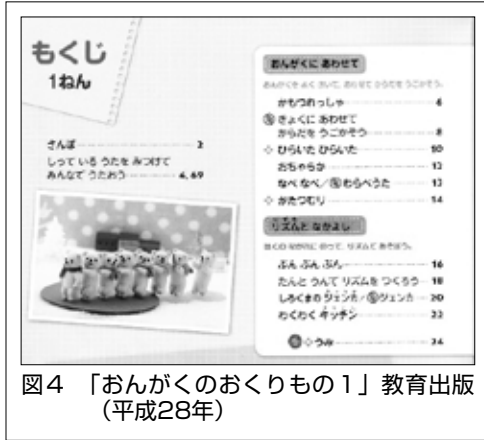 もくじ
1ねん
さんぽ 2
しって いる うたを みつけて
みんなで うたおう 4, 69
おんがくに あわせて
かもつれっしゃ 6
きょくに あわせて
からだを うごかそう 8
ひらいた ひらいた 10
おちゃらか 12
なべ なべ/わらべうた 13
かたつむり 14
リズムと なかよし
ぶん ぶん ぶん 16
たんと うんで リズムを つくろう 18
しろくまの ジェンカ/ジェンカ 20
わくわく キッチン 22
うみ 24
図4 「おんがくのおくりもの1」教育出版
(平成28年)